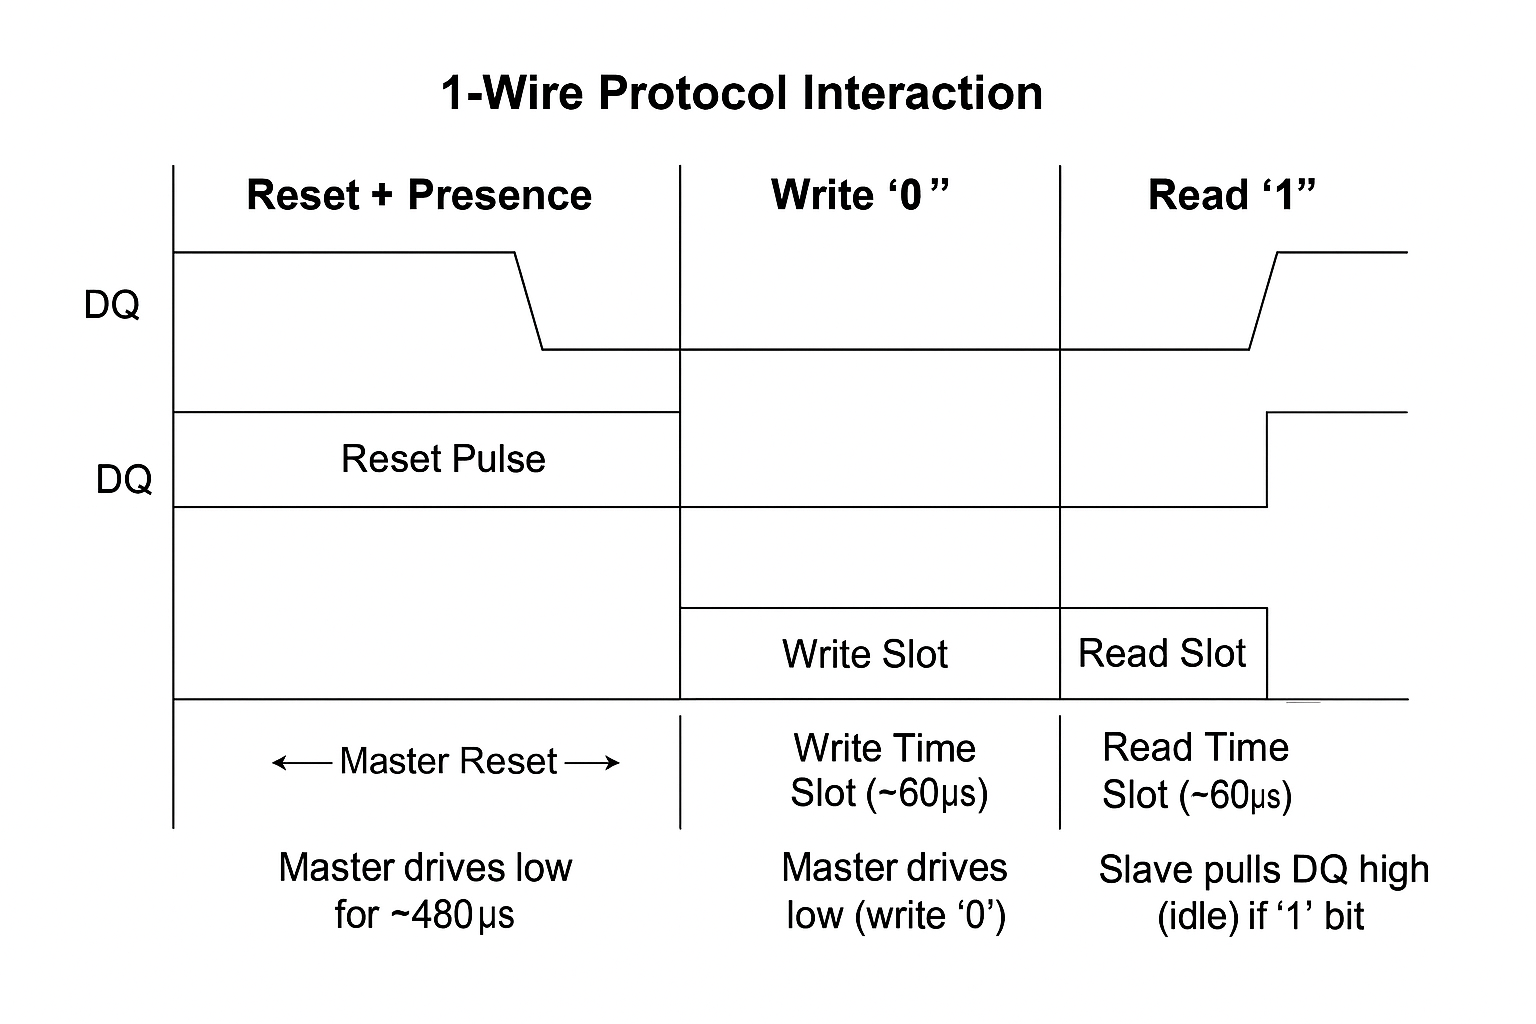 1-Wire Protocol Interaction
Reset + Presence
Write ‘0”
Read ‘1”
DQ
DQ
Reset Pulse
Write Slot
Read Slot
Master Reset
Write Time
Slot (~60µs)
Read Time
Slot (~60µs)
Master drives low
for ~480µs
Master drives
low (write ‘0’)
Slave pulls DQ high
(idle) if ‘1’ bit